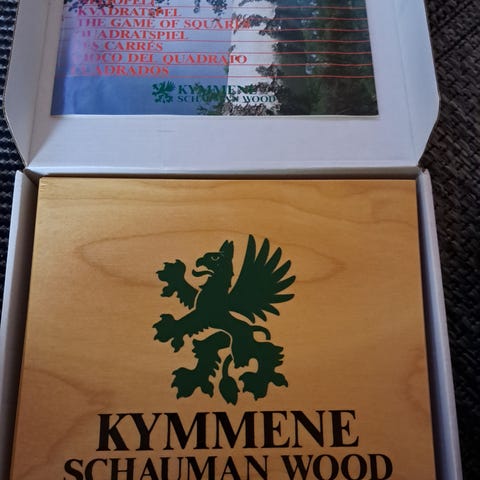 KVADRATSPEL
THE GAME OF SQUARES
QUADRATSPIEL
LES CARRÉS
GIOCO DEL QUADRATO
CUADRADOS
KYMMENE
SCHAUMAN WOOD
KYMMENE
SCHAUMAN WOOD